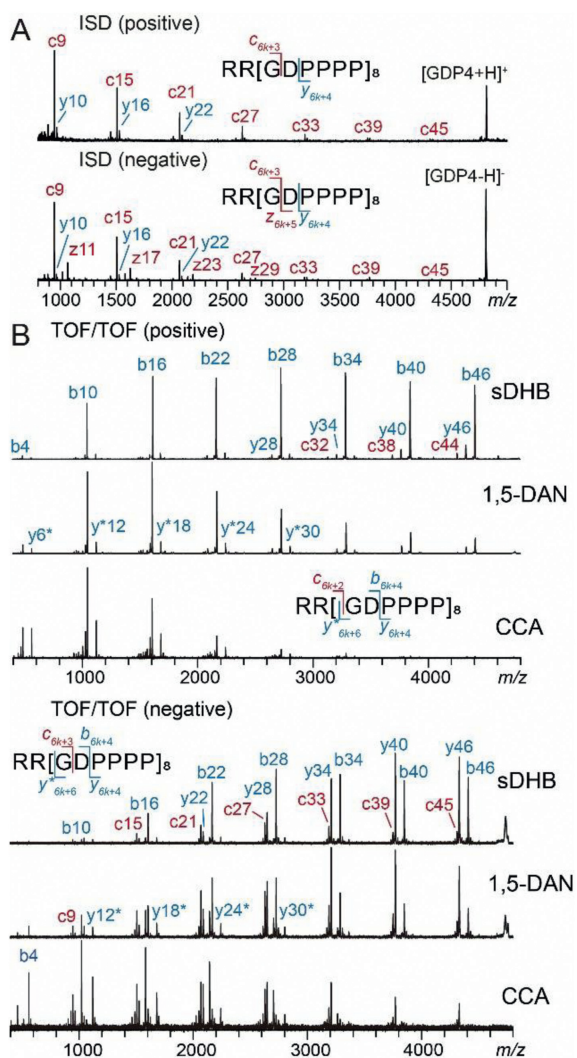 A
ISD (positive)
c9
c15
c21
c27
c33
c39
c45
y10
y16
y22
c6k+3
RR[GDPPPP]8
y6k+4
[GDP4+H]+
ISD (negative)
c9
c15
c21
c27
c33
c39
c45
y10
z11
y16
z17
y22
z23
z29
c6k+3
RR[GDPPPP]8
z6k+5 y6k+4
[GDP4-H]-
1000 2000 3000 4000 m/z
B
TOF/TOF (positive)
b4
b10
b16
b22
b28
b34
b40
b46
sDHB
y28
c32
y34
c38
y40
c44
y46
1,5-DAN
y6*
y*12
y*18
y*24
y*30
c6k+2 b6k+4
RR[GDPPPP]8
y*6k+6 y6k+4
CCA
2000 3000 4000 m/z
TOF/TOF (negative)
c6k+3 b6k+4
RR[GDPPPP]8
y*6k+6 y6k+4
b10
c15
b16
c21
y22
b22
c27
y28
b28
c33
y34
b34
c39
y40
b40
c45
y46
b46
sDHB
1,5-DAN
c9
y12*
y18*
y24*
y30*
b4
CCA
1000 2000 3000 4000 m/z